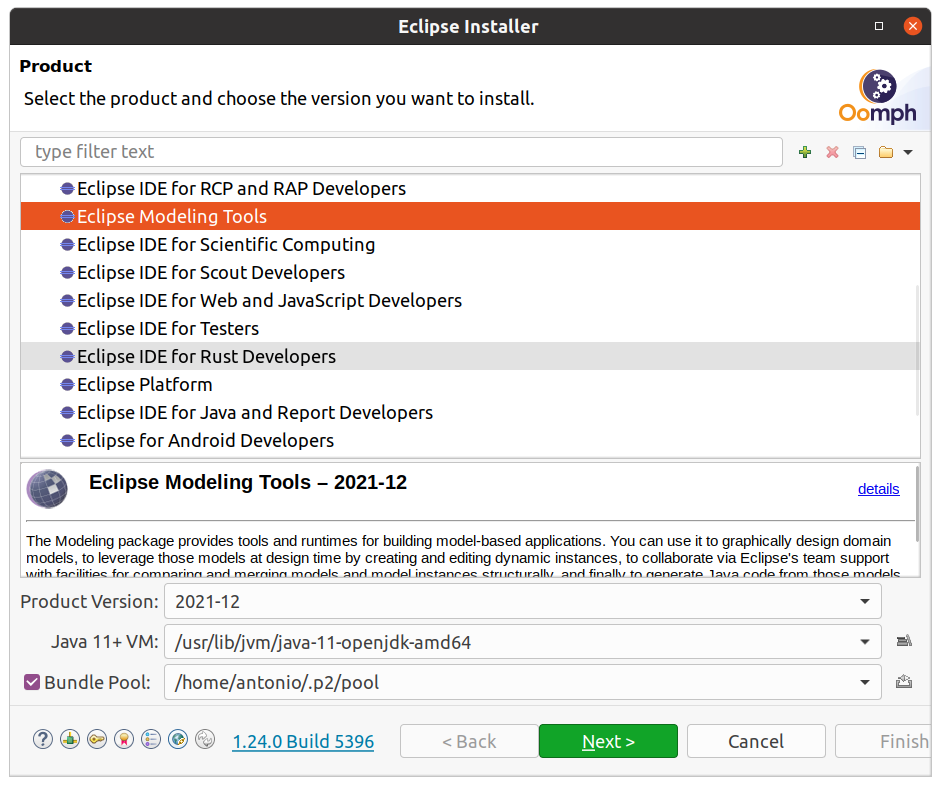 Eclipse Installer
Product
Select the product and choose the version you want to install.
Oomph
type filter text
Eclipse IDE for RCP and RAP Developers
Eclipse Modeling Tools
Eclipse IDE for Scientific Computing
Eclipse IDE for Scout Developers
Eclipse IDE for Web and JavaScript Developers
Eclipse IDE for Testers
Eclipse IDE for Rust Developers
Eclipse Platform
Eclipse IDE for Java and Report Developers
Eclipse for Android Developers
Eclipse Modeling Tools – 2021-12
details
The Modeling package provides tools and runtimes for building model-based applications. You can use it to graphically design domain
models, to leverage those models at design time by creating and editing dynamic instances, to collaborate via Eclipse's team support
with facilities for comparing and merging models and model instances structurally, and finally to generate Java code from those models
Product Version: 2021-12
Java 11+ VM: /usr/lib/jvm/java-11-openjdk-amd64
Bundle Pool: /home/antonio/.p2/pool
1.24.0 Build 5396
< Back
Next >
Cancel
Finish